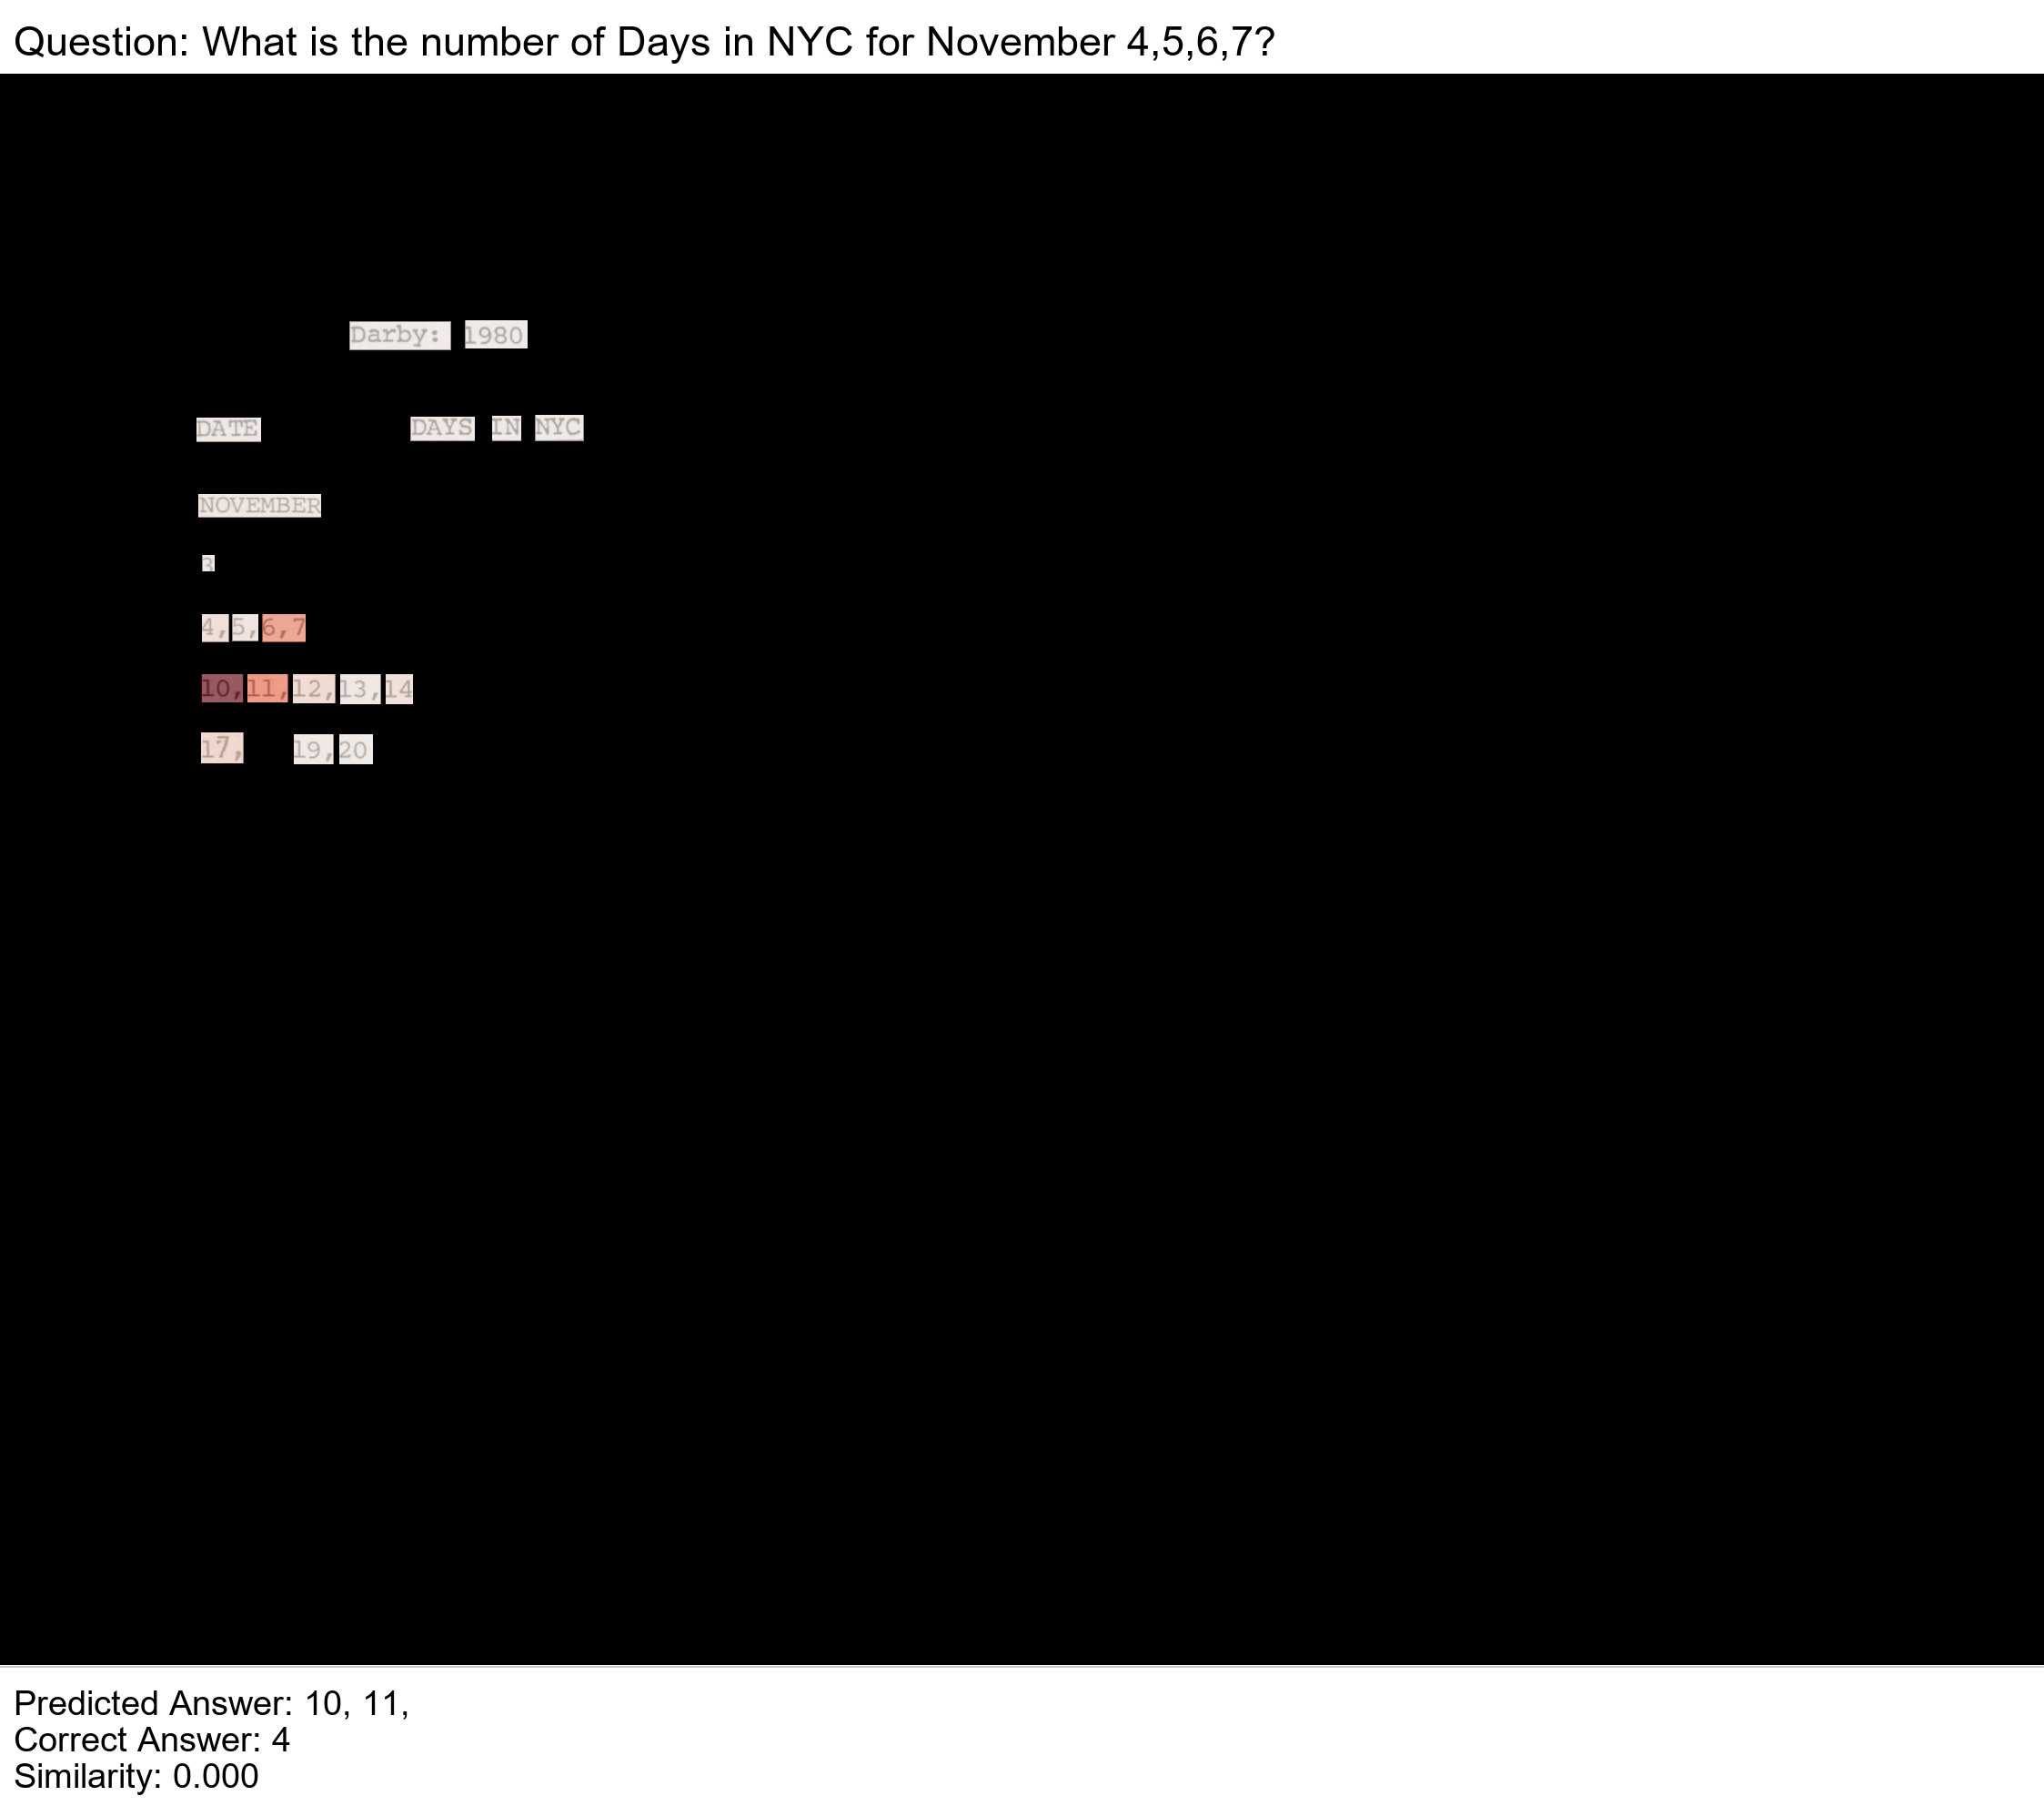 Question: What is the number of Days in NYC for November 4,5,6,7?
Darby: 1980
DATE DAYS IN NYC
NOVEMBER
3
4,5,6,7
10,11,12,13,14
17, 19,20
Predicted Answer: 10, 11,
Correct Answer: 4
Similarity: 0.000